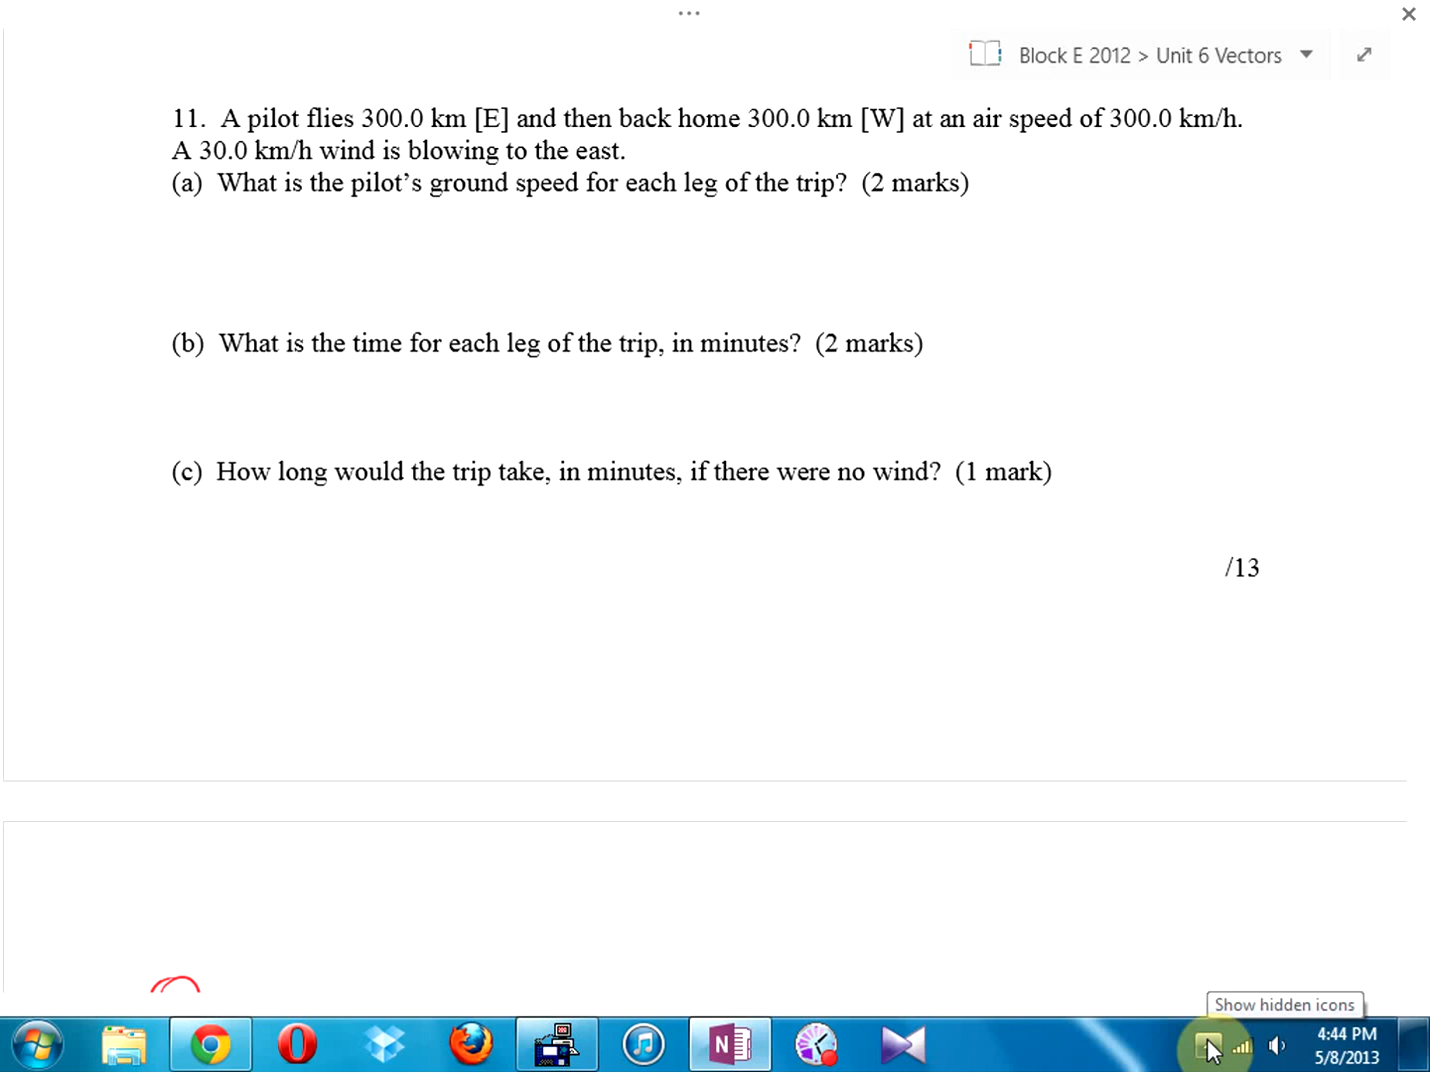 Block E 2012 > Unit 6 Vectors
11.  A pilot flies 300.0 km [E] and then back home 300.0 km [W] at an air speed of 300.0 km/h.
A 30.0 km/h wind is blowing to the east.
(a)  What is the pilot’s ground speed for each leg of the trip?  (2 marks)
(b)  What is the time for each leg of the trip, in minutes?  (2 marks)
(c)  How long would the trip take, in minutes, if there were no wind?  (1 mark)
/13
Show hidden icons
N
4:44 PM
5/8/2013